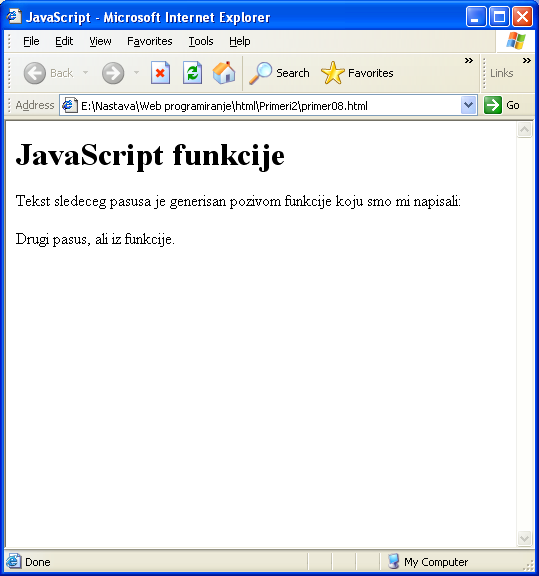 JavaScript - Microsoft Internet Explorer
File Edit View Favorites Tools Help
Back Search Favorites » Links »
Address E:\Nastava\Web programiranje\html\Primeri2\primer08.html Go
JavaScript funkcije
Tekst sledeceg pasusa je generisan pozivom funkcije koju smo mi napisali:
Drugi pasus, ali iz funkcije.
Done My Computer